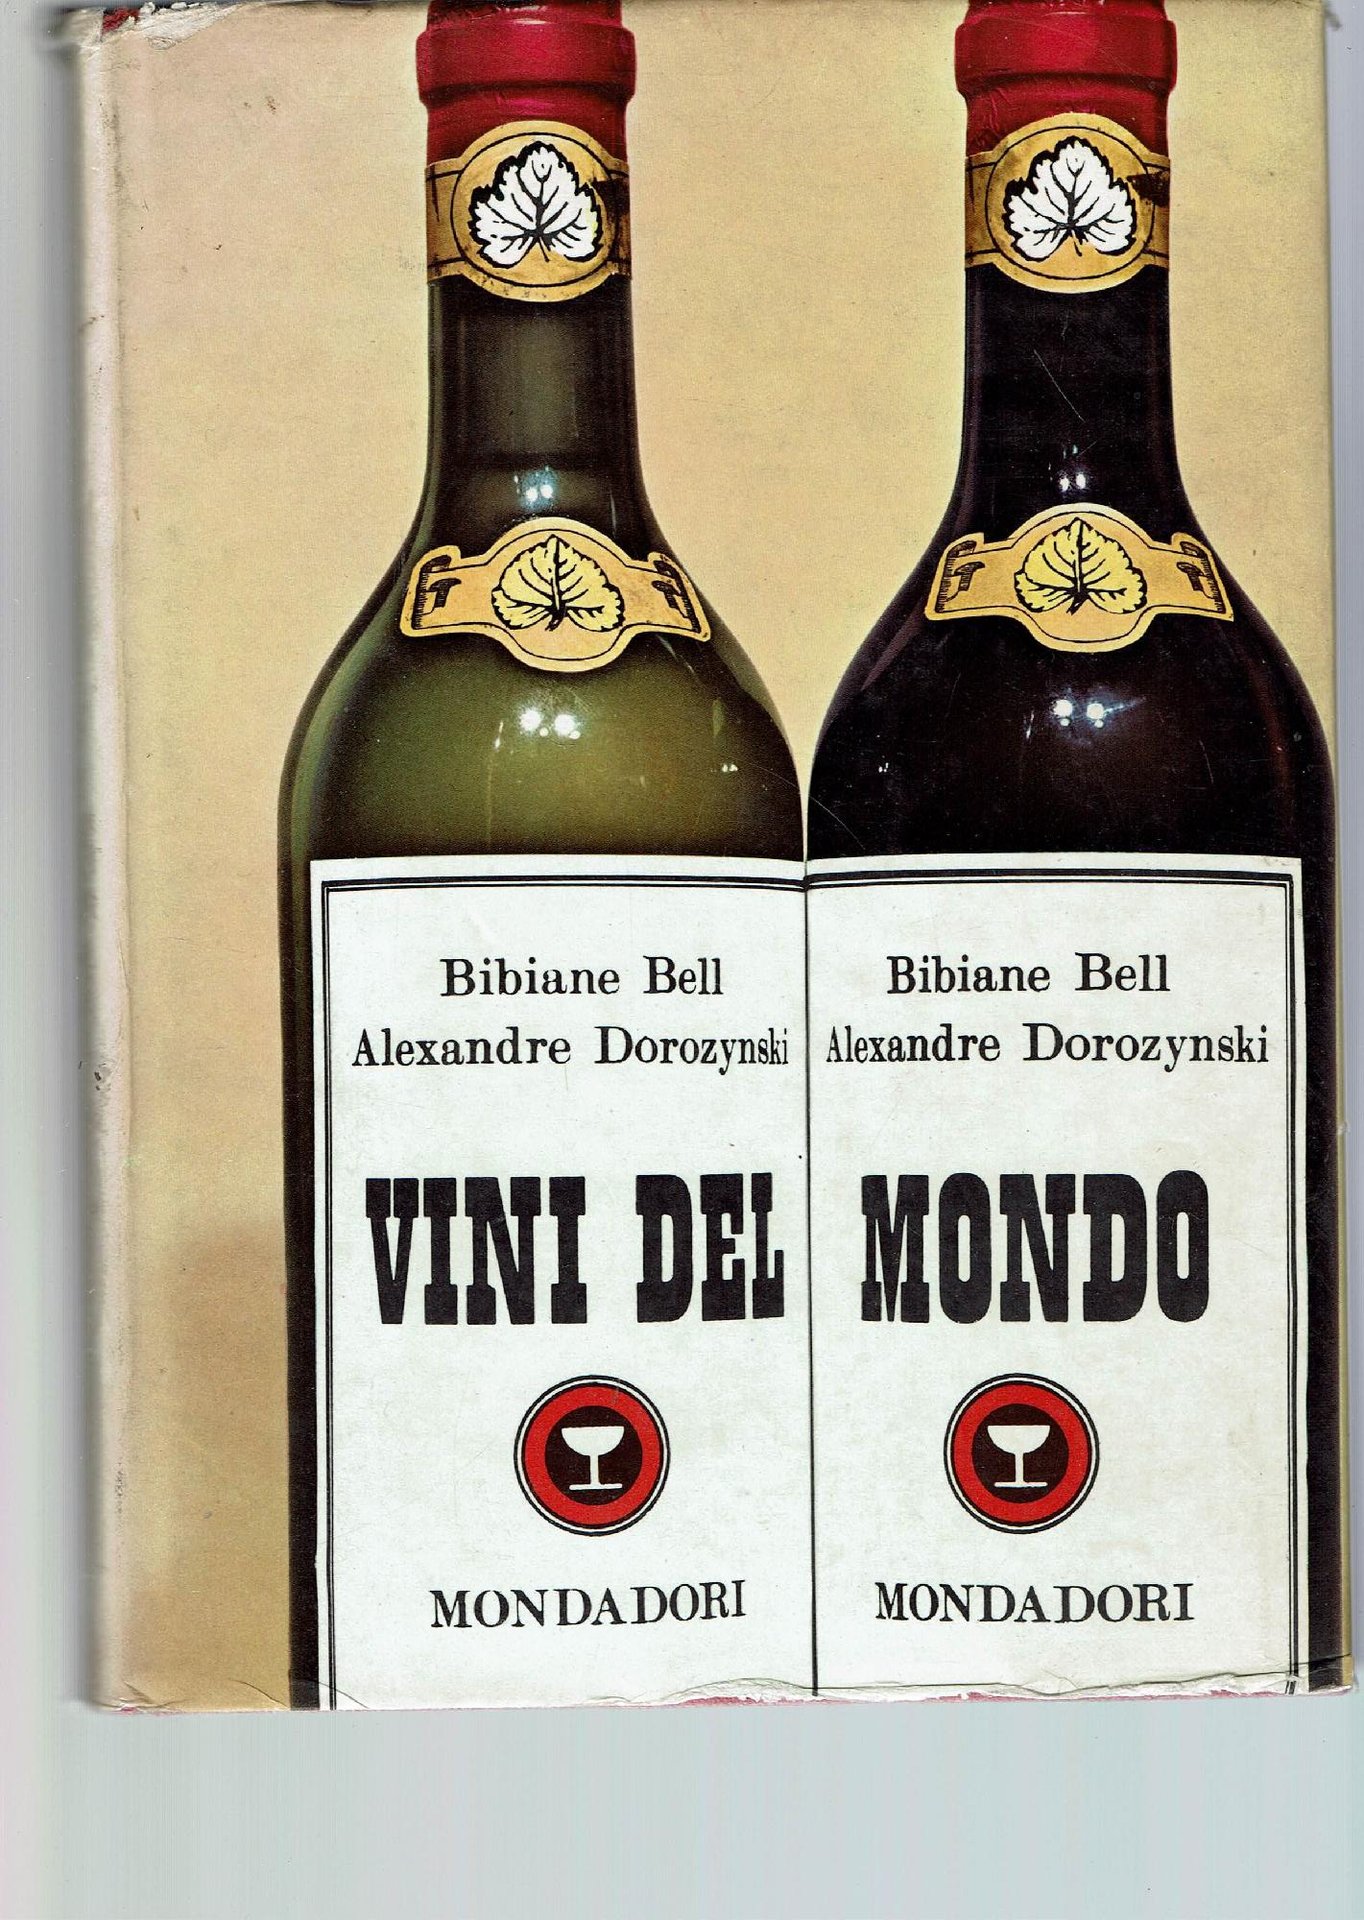 Bibiane Bell
Alexandre Dorozynski
VINI DEL
MONDADORI
Bibiane Bell
Alexandre Dorozynski
MONDO
MONDADORI